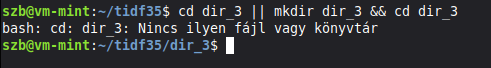 szb@vm-mint:~/tidf35$ cd dir_3 || mkdir dir_3 && cd dir_3
bash: cd: dir_3: Nincs ilyen fájl vagy könyvtár
szb@vm-mint:~/tidf35/dir_3$